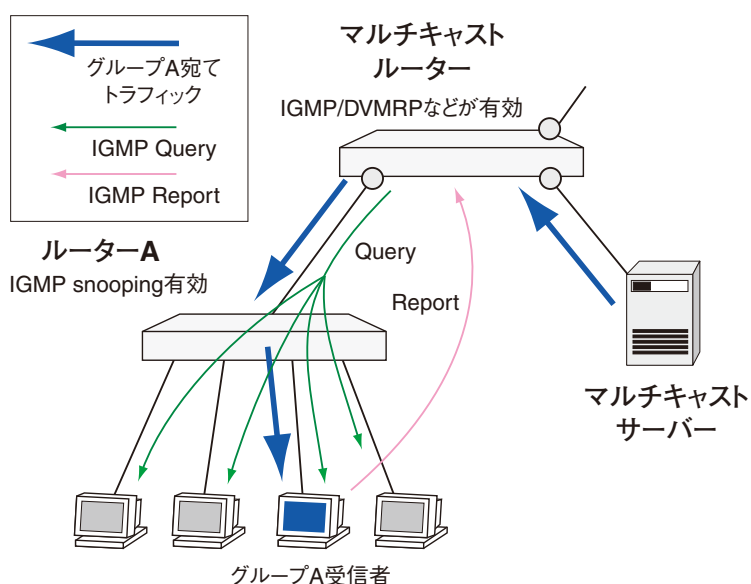 グループA宛て
トラフィック
IGMP Query
IGMP Report
マルチキャスト
ルーター
IGMP/DVMRPなどが有効
ルーターA
IGMP snooping有効
Query
Report
マルチキャスト
サーバー
グループA受信者